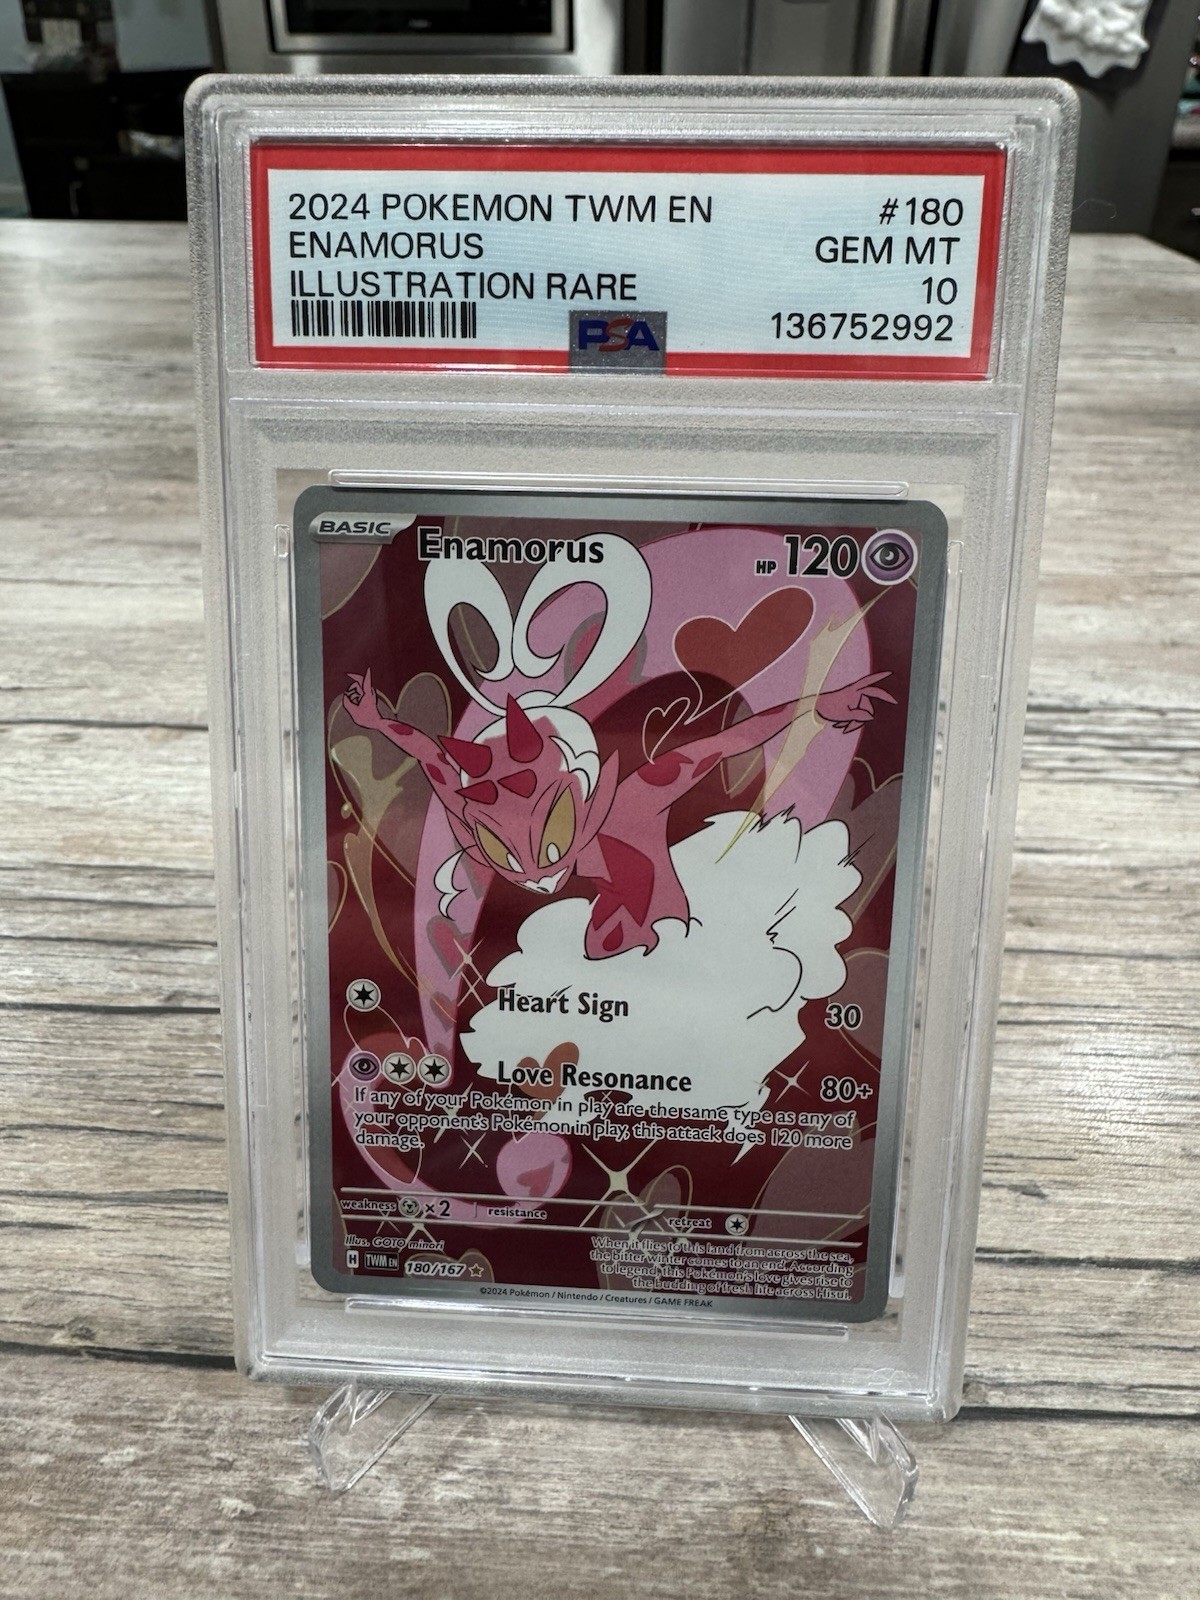 2024 POKEMON TWM EN #180
ENAMORUS GEM MT
ILLUSTRATION RARE 10
PSA 136752992
BASIC Enamorus HP 120
Heart Sign 30
Love Resonance 80+
If any of your Pokémon in play are the same type as any of
your opponent's Pokémon in play, this attack does 120 more
damage.
weakness ×2 resistance retreat
Illus. GOTO minori
H TWM EN 180/167
When it flies to this land from across the sea,
the bitter winter comes to an end. According
to legend, this Pokémon's love gives rise to
the budding of fresh life across Hisui.
©2024 Pokémon / Nintendo / Creatures / GAME FREAK